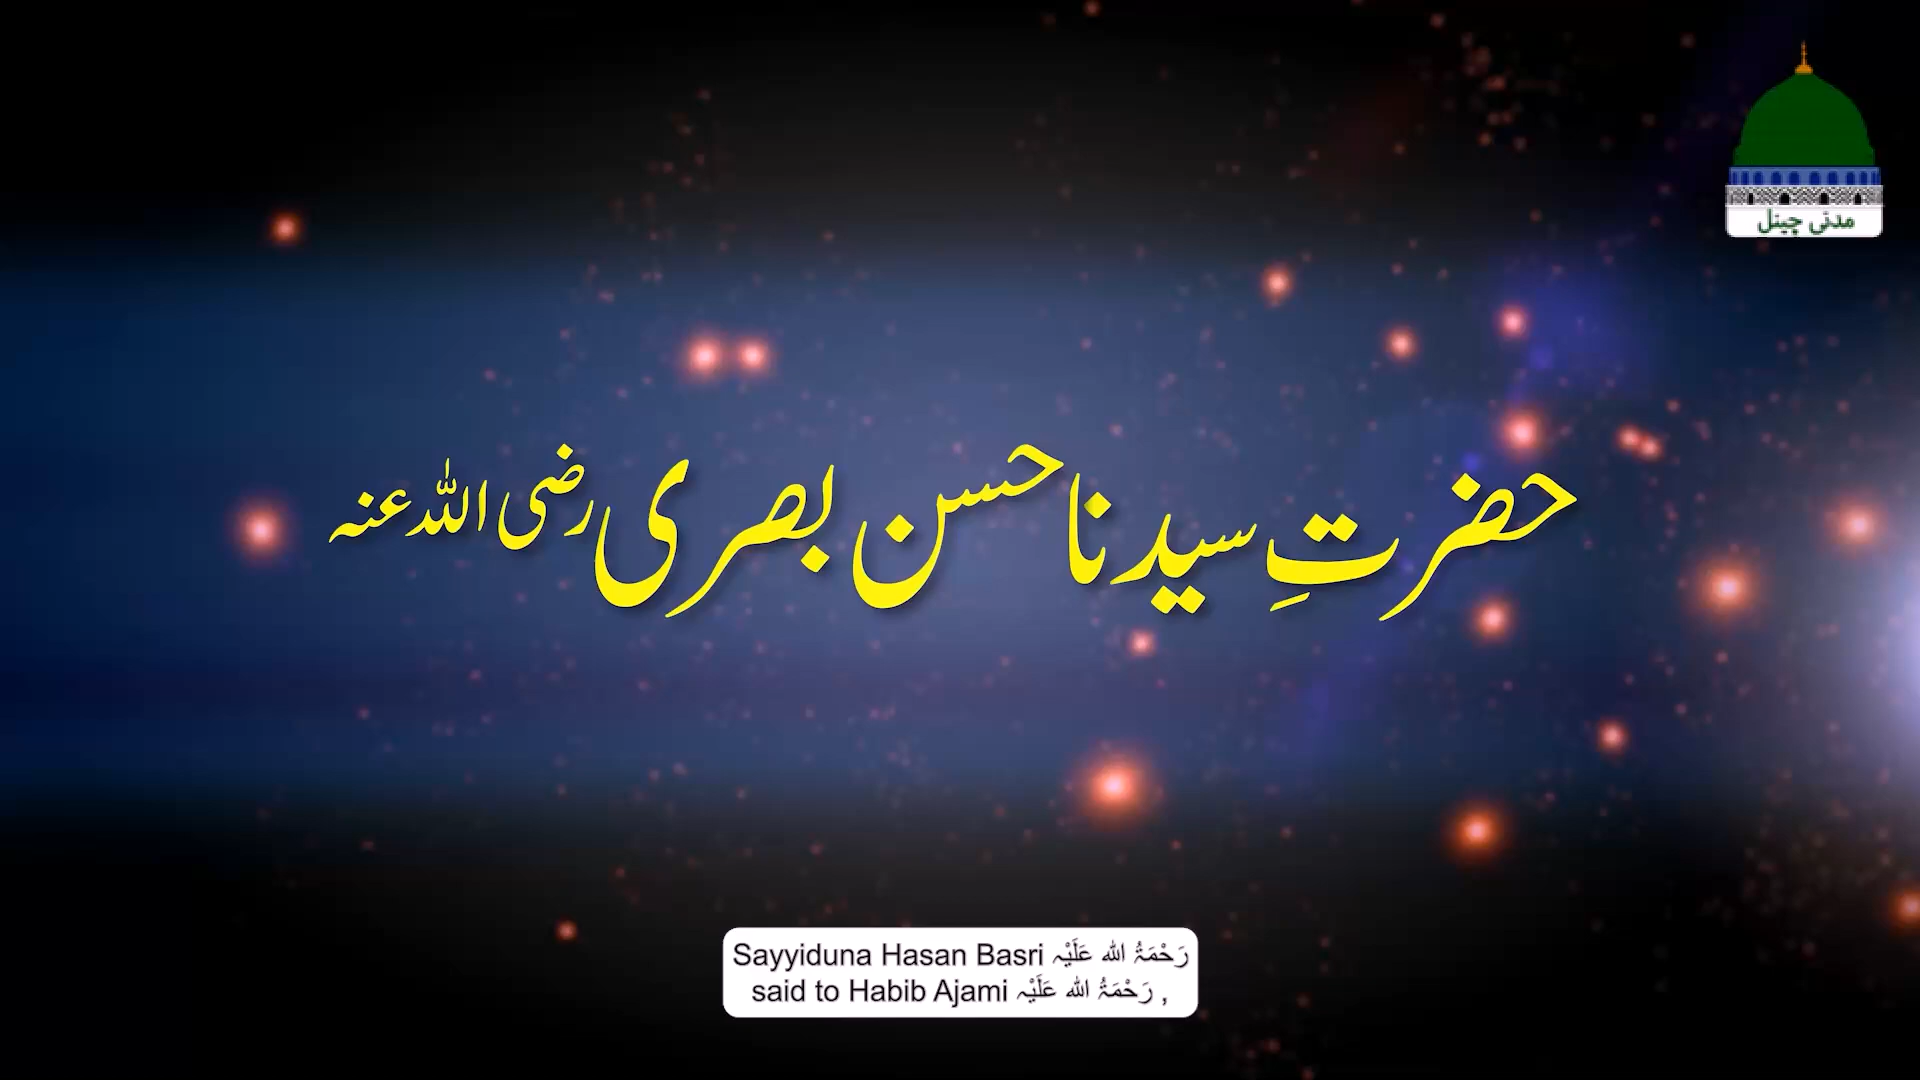 مدنی چینل
حضرتِ سیدنا حسن بصری رضی اللہ عنہ
Sayyiduna Hasan Basri رَحْمَۃُ اللہ عَلَیْہ
said to Habib Ajami رَحْمَۃُ اللہ عَلَیْہ ,